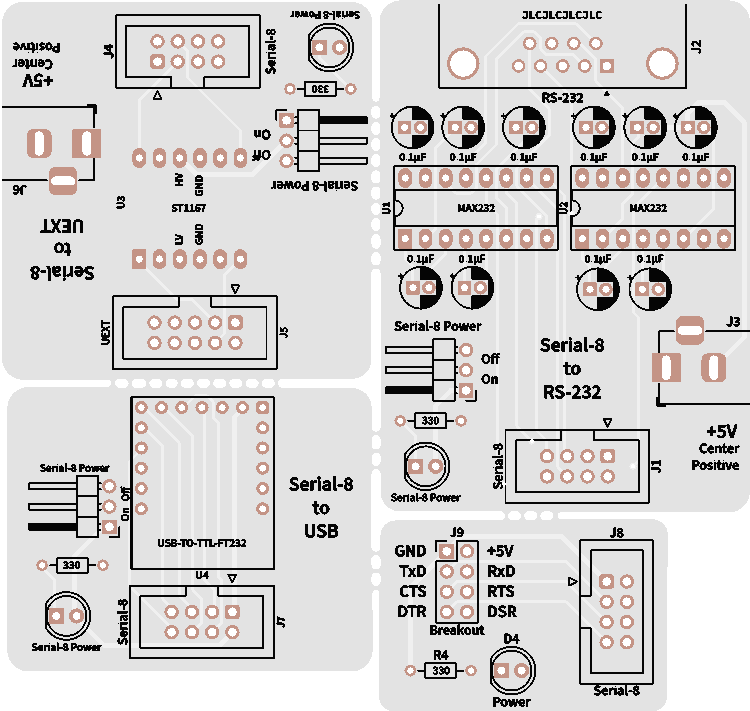 +5V
Center
Positive
J4
Serial-8
Serial-8 Power
330
On
Off
Serial-8 Power
J6
HV
GND
U3
ST1167
LV
GND
Serial-8
to
UEXT
UEXT
J5
JLCJLCJLCJLC
J2
RS-232
0.1µF
0.1µF
0.1µF
0.1µF
0.1µF
0.1µF
U1
MAX232
U2
MAX232
0.1µF
0.1µF
0.1µF
0.1µF
Serial-8 Power
Off
On
Serial-8
to
RS-232
J3
+5V
Center
Positive
330
Serial-8 Power
Serial-8
J1
Serial-8 Power
Off
On
330
Serial-8 Power
USB-TO-TTL-FT232
U4
Serial-8
to
USB
Serial-8
J7
J9
GND +5V
TxD RxD
CTS RTS
DTR DSR
Breakout
R4
330
D4
Power
J8
Serial-8